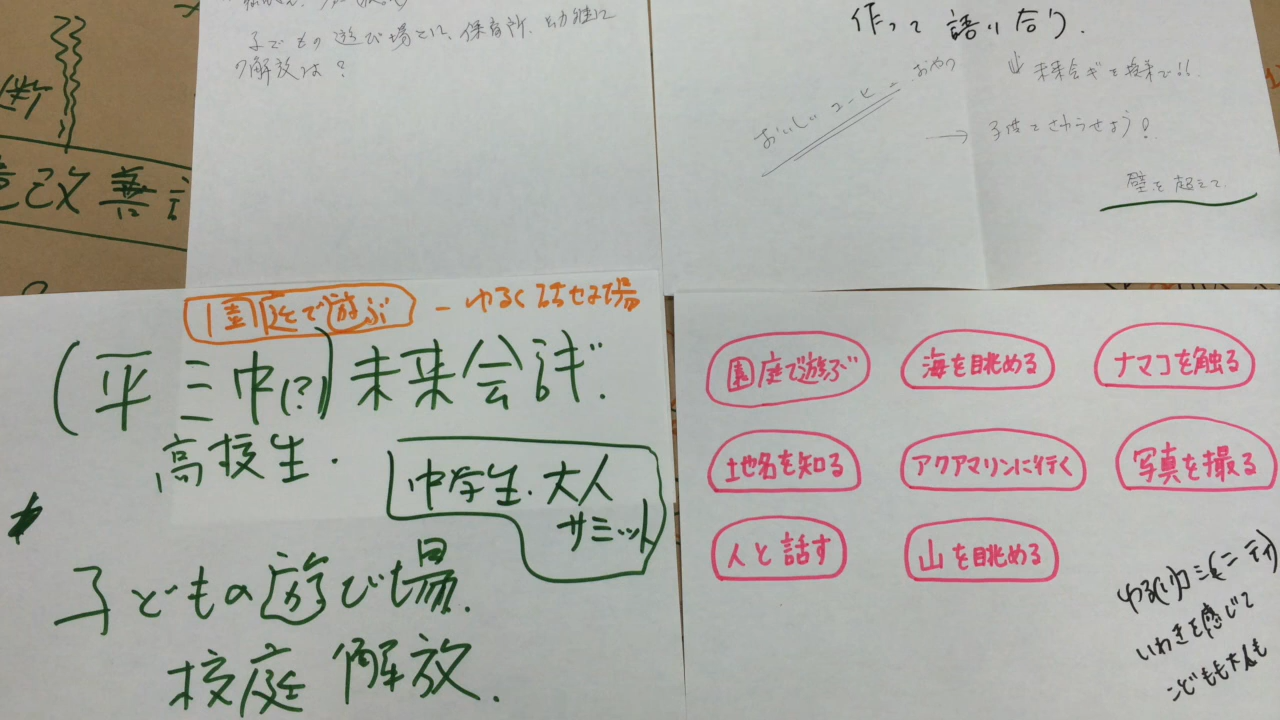 子どもの遊び場とに、保育所、幼稚に
の解放は?
作って語り合う.
おいしいコーヒー おやつ
↓ 未来会ギを授業で!!
→ 子供でさわらせよう!
壁を超えて
改善
園庭で遊ぶ - ゆるく話せる場
(平三中(?)) 未来会議.
高校生.
中学生.大人
サミット
子どもの遊び場.
校庭 解放.
園庭で遊ぶ 海を眺める ナマコを触る
地名を知る アクアマリンに行く 写真を撮る
人と話す 山を眺める
ゆる(い)コミュニティ
いわきを感じて
こどもも大人も